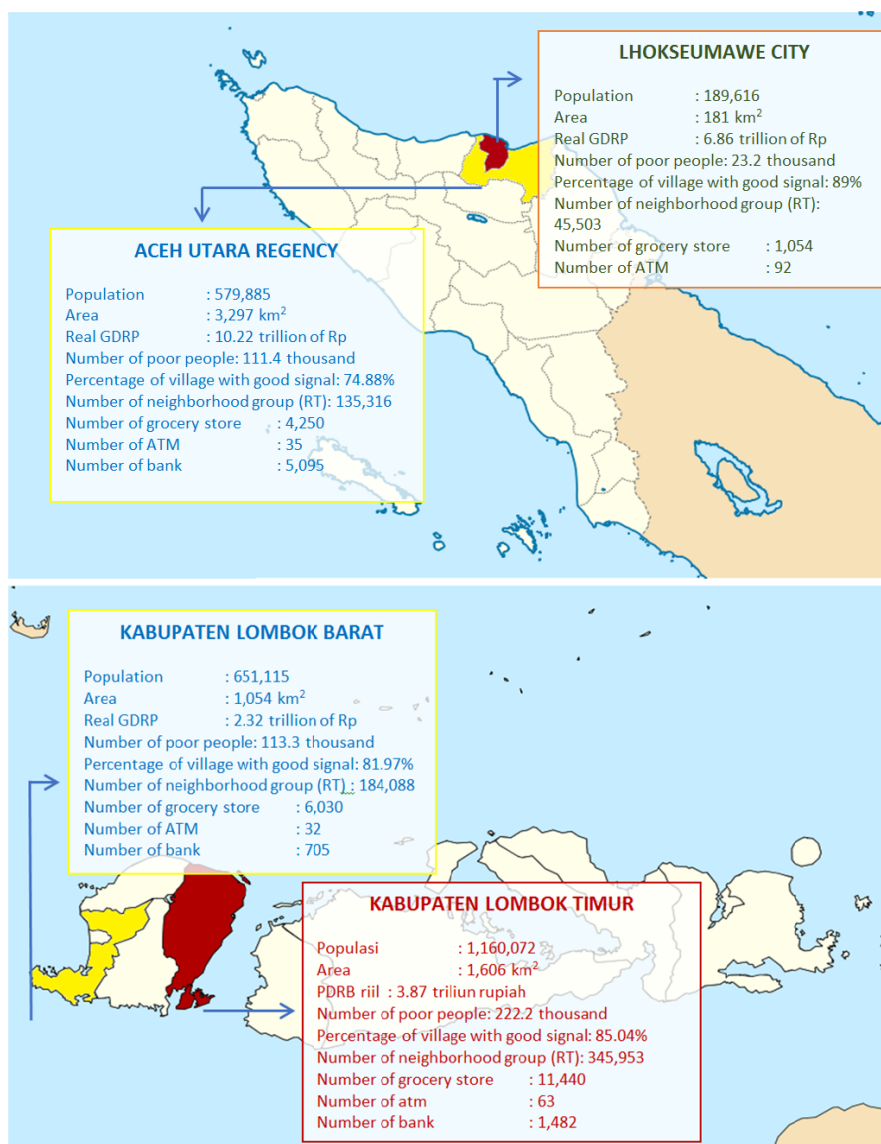 LHOKSEUMAWE CITY
Population : 189,616
Area : 181 km²
Real GDRP : 6.86 trillion of Rp
Number of poor people: 23.2 thousand
Percentage of village with good signal: 89%
Number of neighborhood group (RT):
45,503
Number of grocery store : 1,054
Number of ATM : 92
ACEH UTARA REGENCY
Population : 579,885
Area : 3,297 km²
Real GDRP : 10.22 trillion of Rp
Number of poor people: 111.4 thousand
Percentage of village with good signal: 74.88%
Number of neighborhood group (RT): 135,316
Number of grocery store : 4,250
Number of ATM : 35
Number of bank : 5,095
KABUPATEN LOMBOK BARAT
Population : 651,115
Area : 1,054 km²
Real GDRP : 2.32 trillion of Rp
Number of poor people: 113.3 thousand
Percentage of village with good signal: 81.97%
Number of neighborhood group (RT) : 184,088
Number of grocery store : 6,030
Number of ATM : 32
Number of bank : 705
KABUPATEN LOMBOK TIMUR
Populasi : 1,160,072
Area : 1,606 km²
PDRB riil : 3.87 triliun rupiah
Number of poor people: 222.2 thousand
Percentage of village with good signal: 85.04%
Number of neighborhood group (RT): 345,953
Number of grocery store : 11,440
Number of atm : 63
Number of bank : 1,482